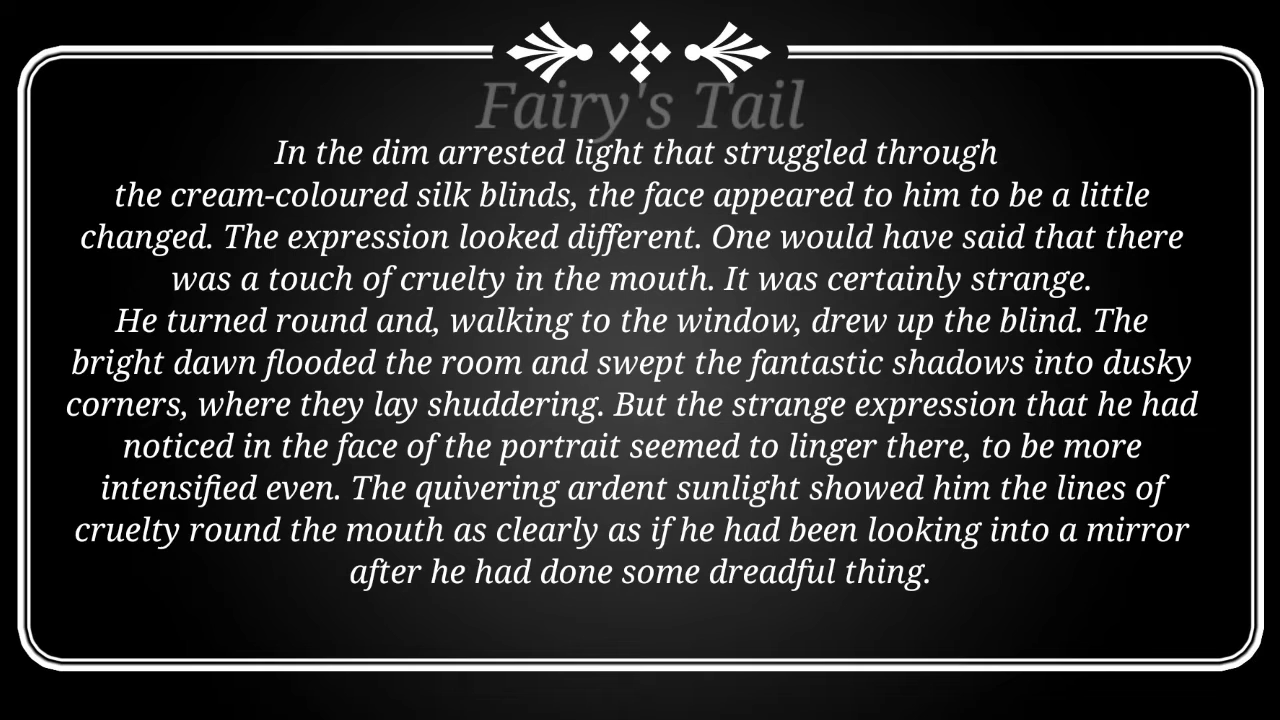 Fairy's Tail
In the dim arrested light that struggled through
the cream-coloured silk blinds, the face appeared to him to be a little
changed. The expression looked different. One would have said that there
was a touch of cruelty in the mouth. It was certainly strange.
He turned round and, walking to the window, drew up the blind. The
bright dawn flooded the room and swept the fantastic shadows into dusky
corners, where they lay shuddering. But the strange expression that he had
noticed in the face of the portrait seemed to linger there, to be more
intensified even. The quivering ardent sunlight showed him the lines of
cruelty round the mouth as clearly as if he had been looking into a mirror
after he had done some dreadful thing.